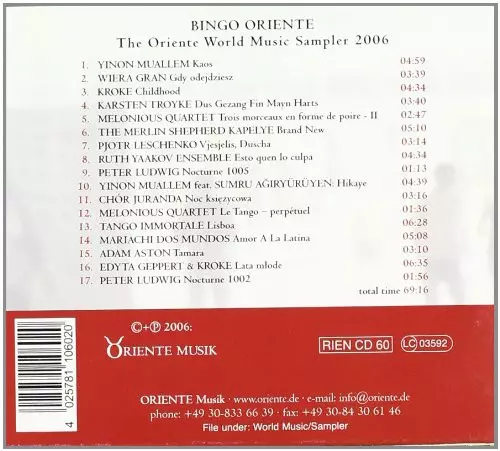 BINGO ORIENTE
The Oriente World Music Sampler 2006
1. YINON MUALLEM Kaos 04:59
2. WIERA GRAN Gdy odejdziesz 03:39
3. KROKE Childhood 04:34
4. KARSTEN TROYKE Dus Gezang Fin Mayn Harts 03:40
5. MELONIOUS QUARTET Trois morceaux en forme de poire - II 02:47
6. THE MERLIN SHEPHERD KAPELYE Brand New 05:10
7. PJOTR LESCHENKO Vjesjelis, Duscha 03:14
8. RUTH YAAKOV ENSEMBLE Esto quen lo culpa 04:34
9. PETER LUDWIG Nocturne 1005 01:13
10. YINON MUALLEM feat. SUMRU AĞIRYÜRÜYEN: Hikaye 04:39
11. CHÓR JURANDA Noc księzycowa 03:16
12. MELONIOUS QUARTET Le Tango – perpétuel 01:36
13. TANGO IMMORTALE Lisboa 06:28
14. MARIACHI DOS MUNDOS Amor A La Latina 05:08
15. ADAM ASTON Tamara 03:10
16. EDYTA GEPPERT & KROKE Lata mlode 06:35
17. PETER LUDWIG Nocturne 1002 01:56
total time 69:16
4 025781 106020
©+℗ 2006:
ORIENTE MUSIK
RIEN CD 60
LC 03592
ORIENTE Musik · www.oriente.de · e-mail: info@oriente.de
phone: +49 30-833 66 39 · fax: +49 30-84 30 61 46
File under: World Music/Sampler